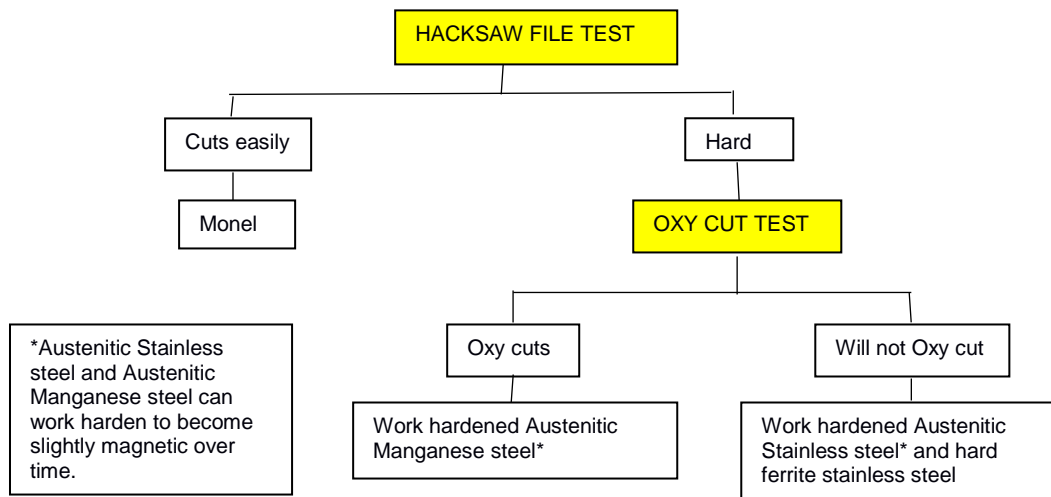 HACKSAW FILE TEST
Cuts easily
Hard
Monel
OXY CUT TEST
*Austenitic Stainless
steel and Austenitic
Manganese steel can
work harden to become
slightly magnetic over
time.
Oxy cuts
Will not Oxy cut
Work hardened Austenitic
Manganese steel*
Work hardened Austenitic
Stainless steel* and hard
ferrite stainless steel